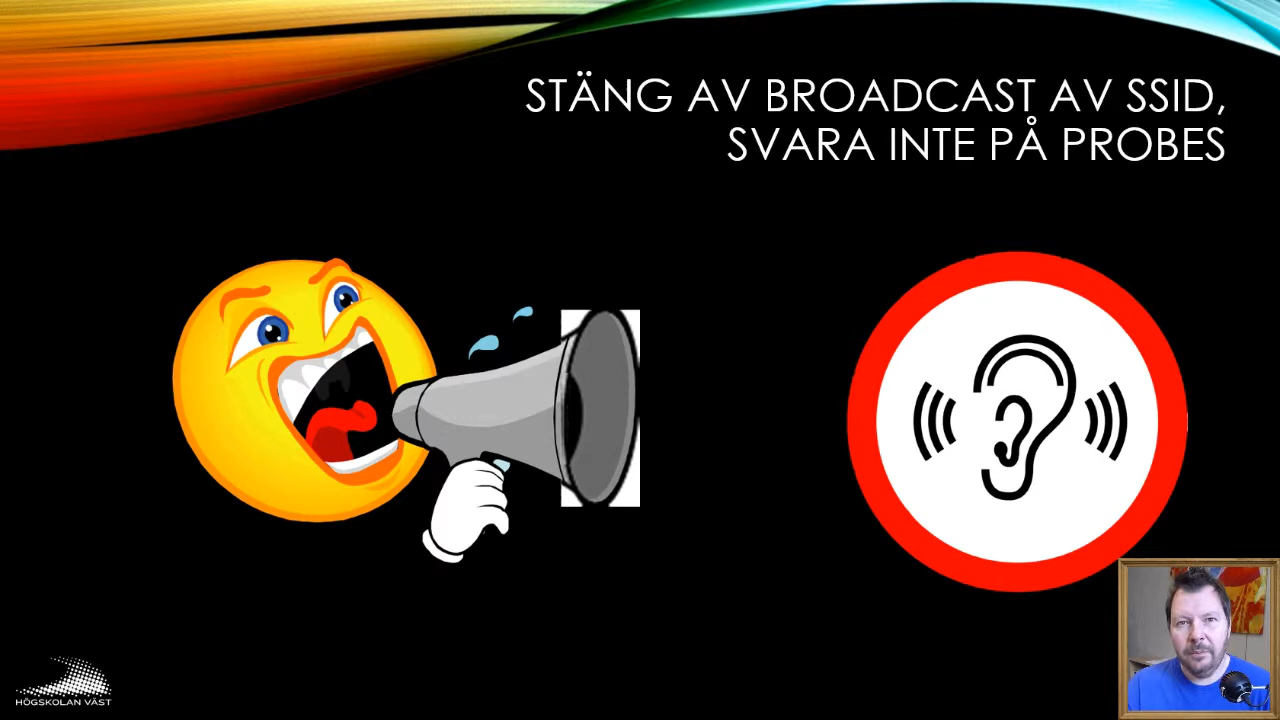 STÄNG AV BROADCAST AV SSID,
SVARA INTE PÅ PROBES
HÖGSKOLAN VÄST